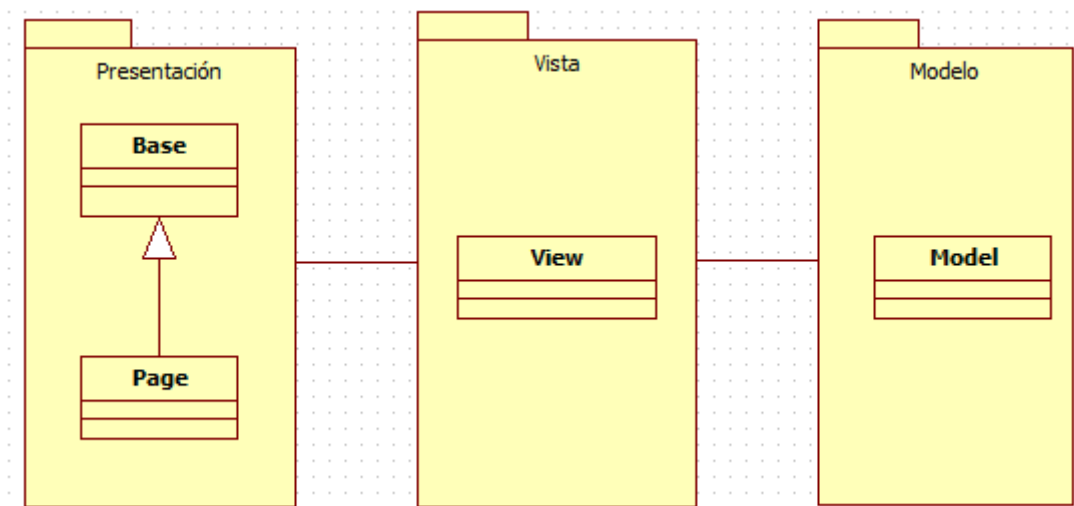 Presentación
Base
Page
Vista
View
Modelo
Model